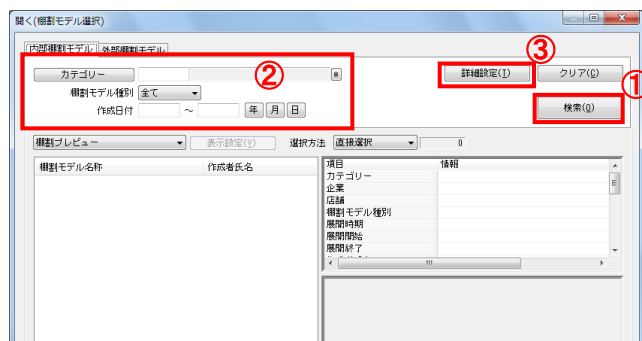 開く(棚割モデル選択)
内部棚割モデル 外部棚割モデル
③
カテゴリー ② 詳細設定(I) クリア(C) ①
棚割モデル種別 全て
作成日付 ～ 年 月 日 検索(Q)
棚割プレビュー 表示設定(V) 選択方法 直接選択 0
棚割モデル名称 作成者氏名 項目 情報
カテゴリー
企業
店舗
棚割モデル種別
展開時期
展開開始
展開終了